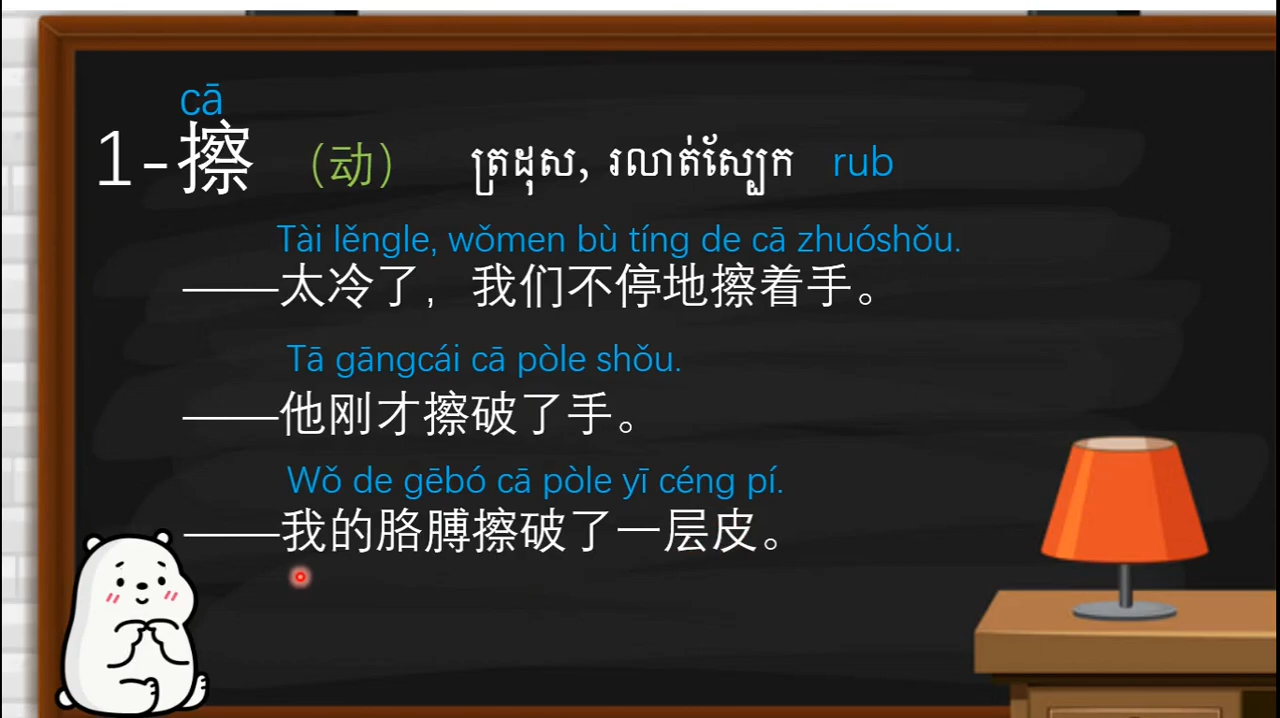 cā
1-擦 (动) ត្រដុស, រលាត់ស្បែក rub
Tài lěngle, wǒmen bù tíng de cā zhuóshǒu.
——太冷了，我们不停地擦着手。
Tā gāngcái cā pòle shǒu.
——他刚才擦破了手。
Wǒ de gēbó cā pòle yī céng pí.
——我的胳膊擦破了一层皮。